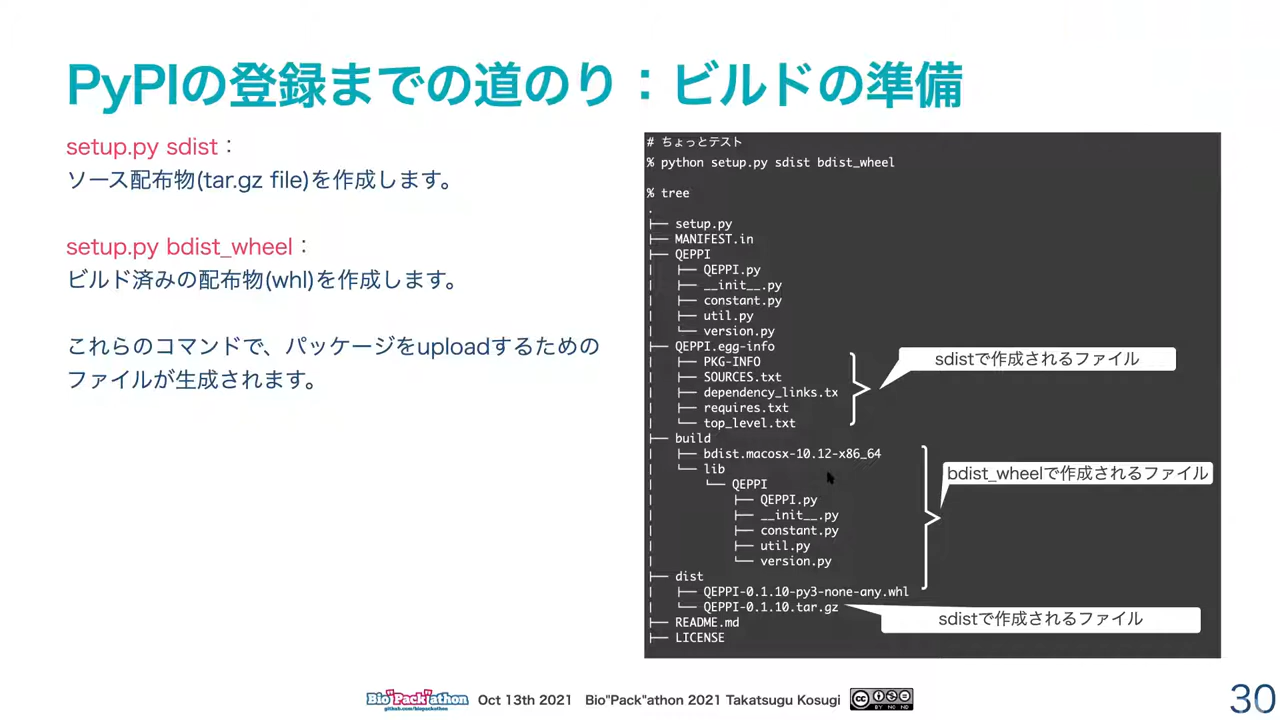 PyPIの登録までの道のり：ビルドの準備
setup.py sdist：
ソース配布物(tar.gz file)を作成します。
setup.py bdist_wheel：
ビルド済みの配布物(whl)を作成します。
これらのコマンドで、パッケージをuploadするための
ファイルが生成されます。
# ちょっとテスト
% python setup.py sdist bdist_wheel
% tree
.
├── setup.py
├── MANIFEST.in
├── QEPPI
│   ├── QEPPI.py
│   ├── __init__.py
│   ├── constant.py
│   ├── util.py
│   └── version.py
├── QEPPI.egg-info
│   ├── PKG-INFO
│   ├── SOURCES.txt
│   ├── dependency_links.tx
│   ├── requires.txt
│   └── top_level.txt
sdistで作成されるファイル
├── build
│   ├── bdist.macosx-10.12-x86_64
│   └── lib
│       └── QEPPI
│           ├── QEPPI.py
│           ├── __init__.py
│           ├── constant.py
│           ├── util.py
│           └── version.py
bdist_wheelで作成されるファイル
├── dist
│   ├── QEPPI-0.1.10-py3-none-any.whl
│   └── QEPPI-0.1.10.tar.gz
sdistで作成されるファイル
├── README.md
├── LICENSE
Bio"Pack"athon
github.com/biopackathon
Oct 13th 2021 Bio"Pack"athon 2021 Takatsugu Kosugi
cc BY NC ND
30